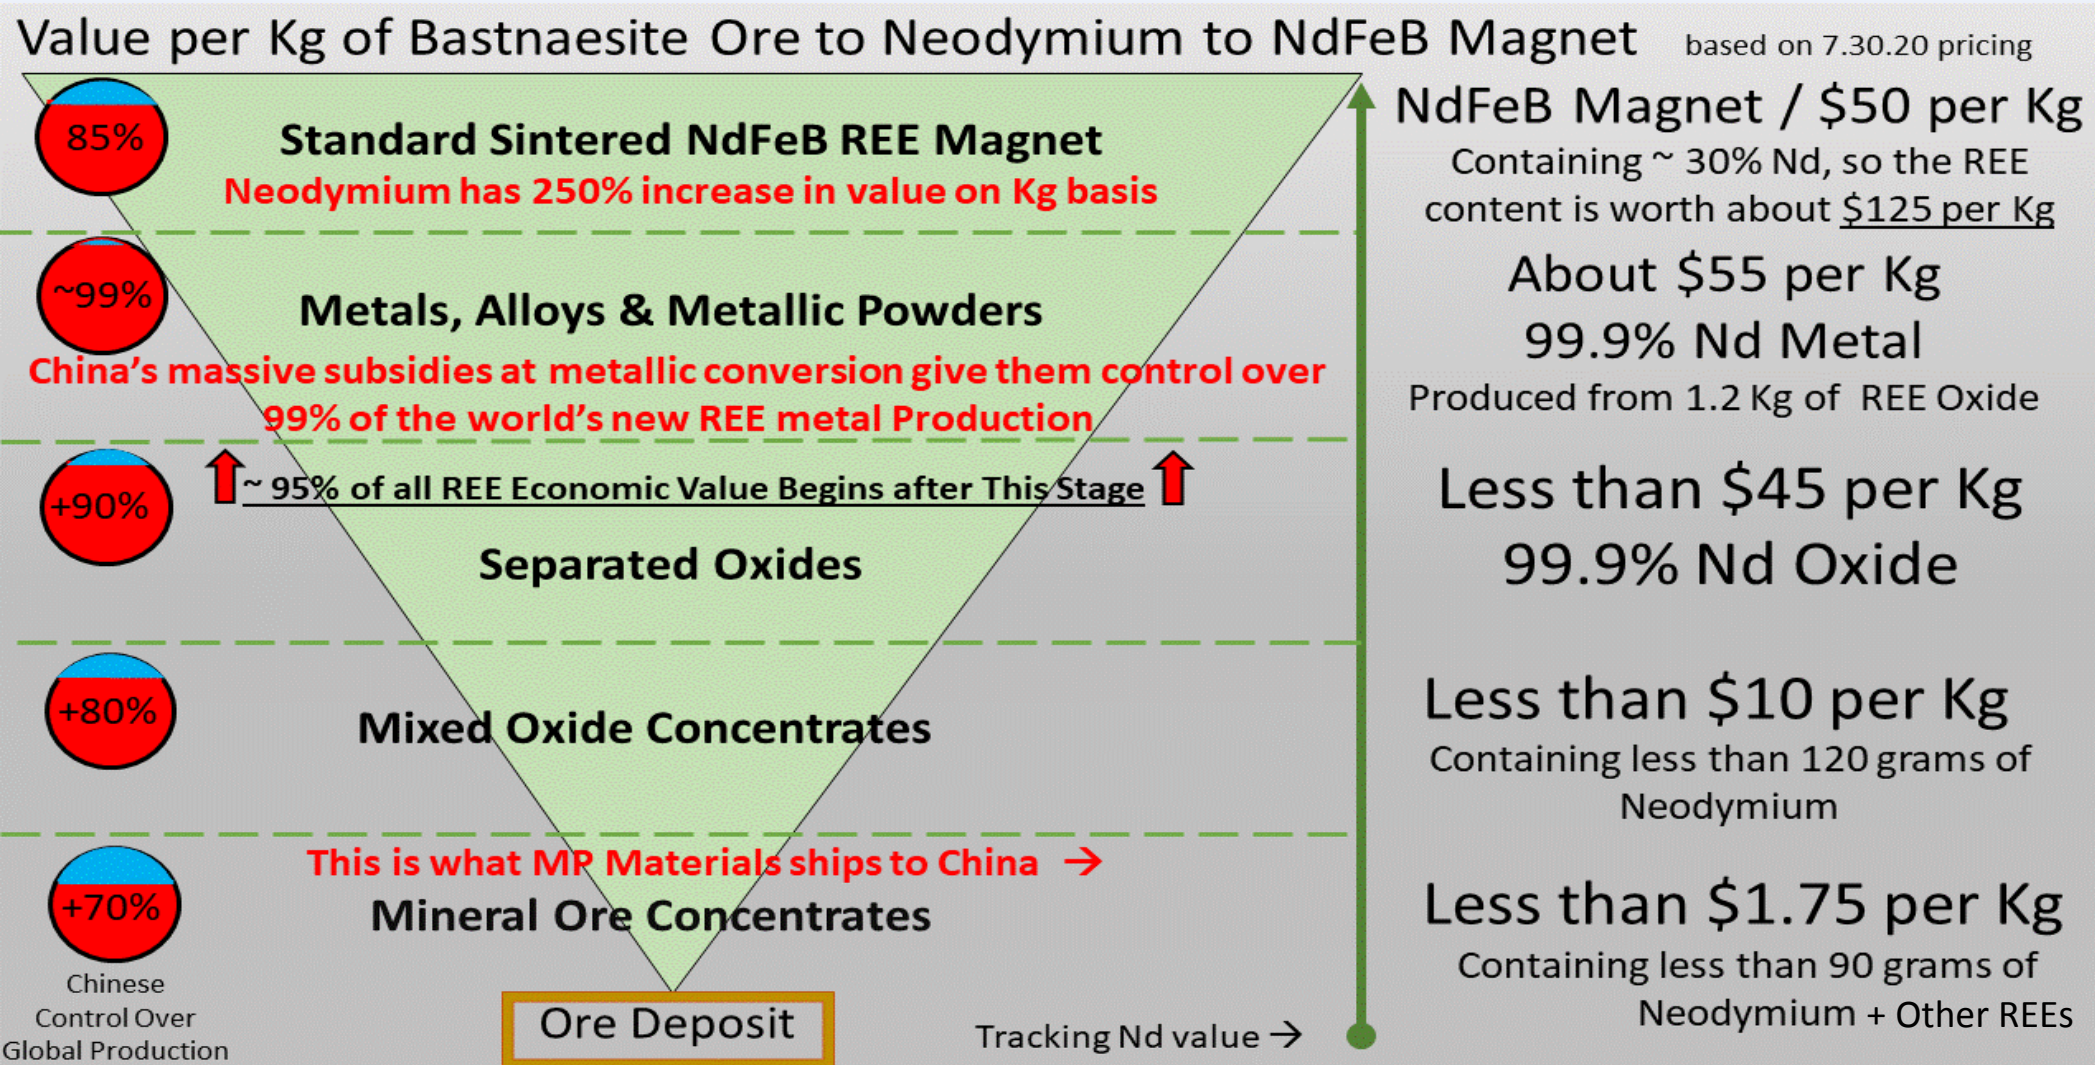 Value per Kg of Bastnaesite Ore to Neodymium to NdFeB Magnet based on 7.30.20 pricing
85%
Standard Sintered NdFeB REE Magnet
Neodymium has 250% increase in value on Kg basis
NdFeB Magnet / $50 per Kg
Containing ~ 30% Nd, so the REE
content is worth about $125 per Kg
~99%
Metals, Alloys & Metallic Powders
China's massive subsidies at metallic conversion give them control over
99% of the world's new REE metal Production
About $55 per Kg
99.9% Nd Metal
Produced from 1.2 Kg of REE Oxide
+90%
~ 95% of all REE Economic Value Begins after This Stage
Separated Oxides
Less than $45 per Kg
99.9% Nd Oxide
+80%
Mixed Oxide Concentrates
Less than $10 per Kg
Containing less than 120 grams of
Neodymium
+70%
This is what MP Materials ships to China →
Mineral Ore Concentrates
Less than $1.75 per Kg
Containing less than 90 grams of
Neodymium + Other REEs
Chinese
Control Over
Global Production
Ore Deposit
Tracking Nd value →